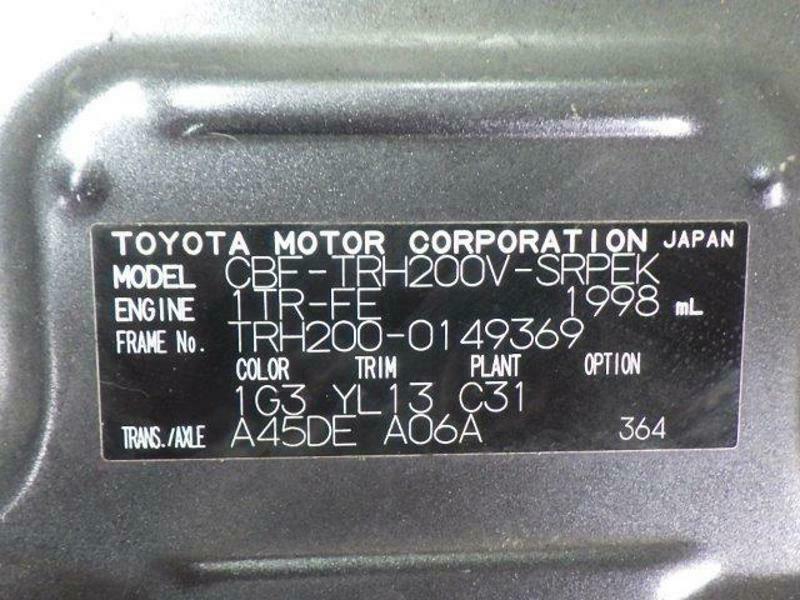 TOYOTA MOTOR CORPORATION JAPAN
MODEL CBF-TRH200V-SRPEK
ENGINE 1TR-FE 1998 mL
FRAME No. TRH200-0149369
COLOR TRIM PLANT OPTION
1G3 YL13 C31
TRANS./AXLE A45DE A06A 364